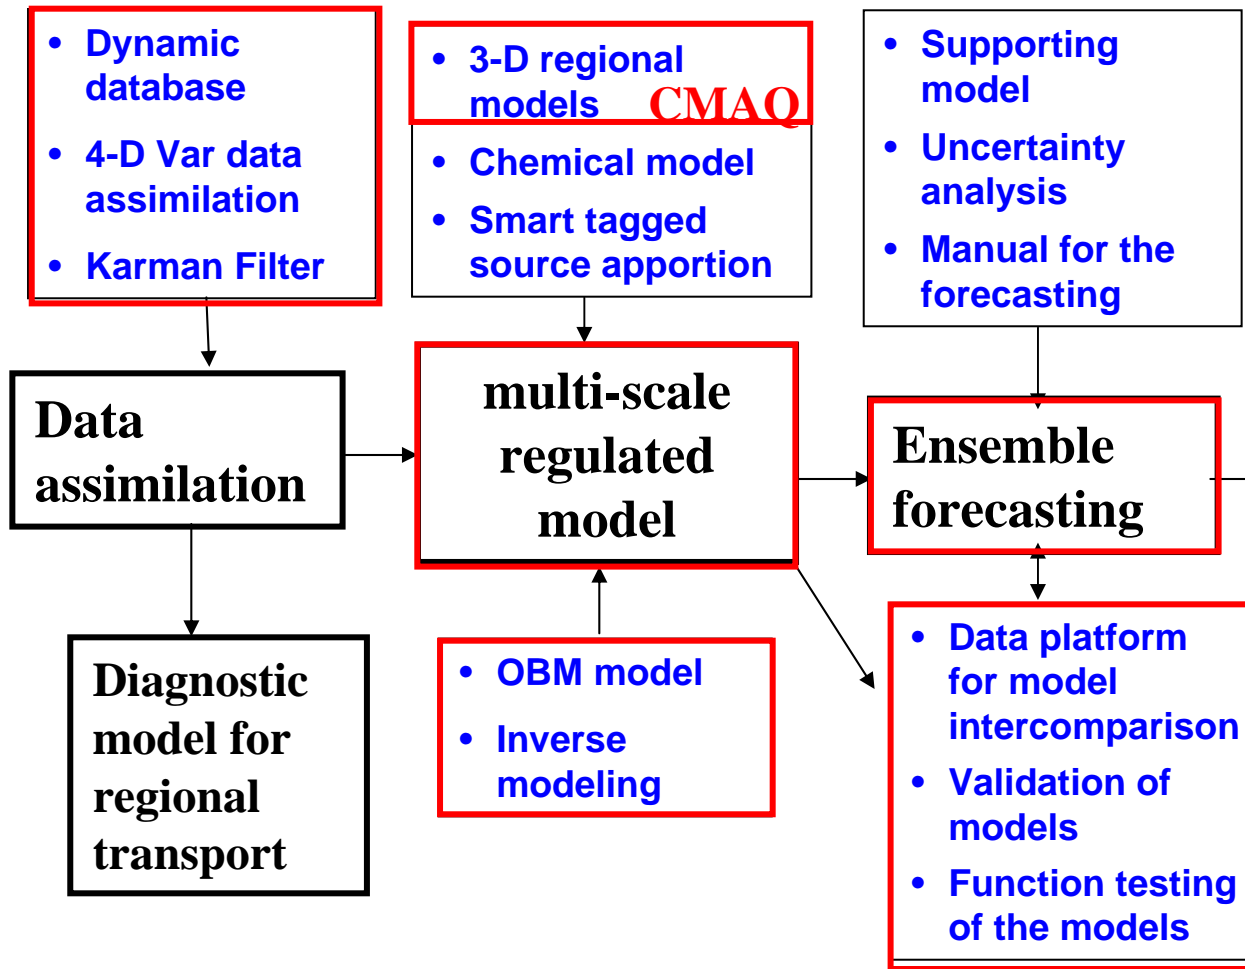 • Dynamic
database
• 4-D Var data
assimilation
• Karman Filter
• 3-D regional
models CMAQ
• Chemical model
• Smart tagged
source apportion
• Supporting
model
• Uncertainty
analysis
• Manual for the
forecasting
Data
assimilation
multi-scale
regulated
model
Ensemble
forecasting
Diagnostic
model for
regional
transport
• OBM model
• Inverse
modeling
• Data platform
for model
intercomparison
• Validation of
models
• Function testing
of the models